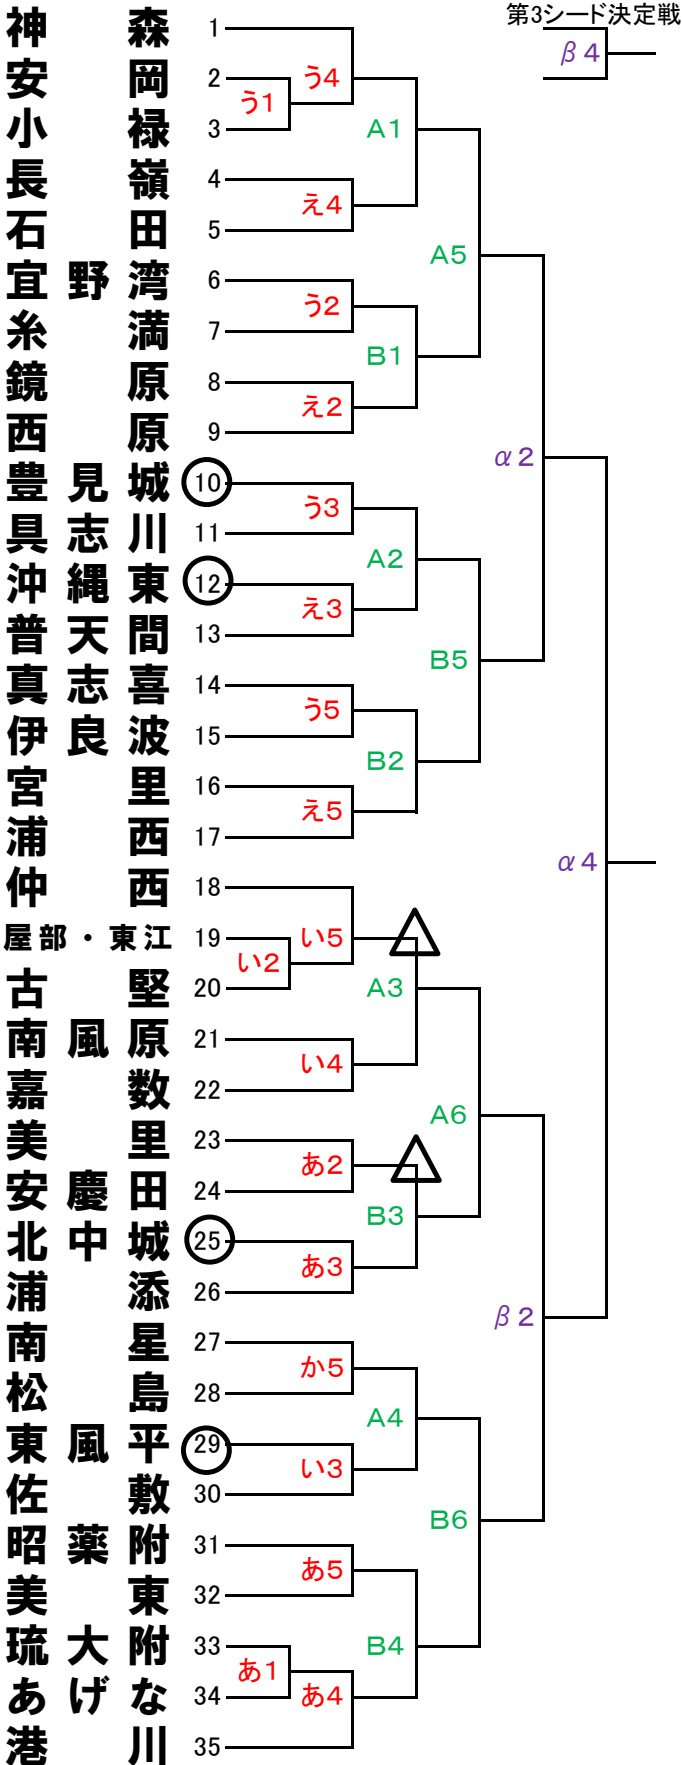 第3シード決定戦
神森 1
β4
安岡 2
う4
う1
小禄 3
A1
長嶺 4
え4
石田 5
A5
宜野湾 6
う2
糸満 7
B1
鏡原 8
え2
西原 9
α2
豊見城 10
う3
具志川 11
A2
沖縄東 12
え3
普天間 13
B5
真志喜 14
う5
伊良波 15
B2
宮里 16
え5
浦西 17
α4
仲西 18
屋部・東江 19
い5
い2
古堅 20
A3
南風原 21
い4
嘉数 22
A6
美里 23
あ2
安慶田 24
B3
北中城 25
あ3
浦添 26
β2
南星 27
か5
松島 28
A4
東風平 29
い3
佐敷 30
B6
昭薬附 31
あ5
美東 32
琉大附 33
B4
あ1
あげな 34
あ4
港川 35